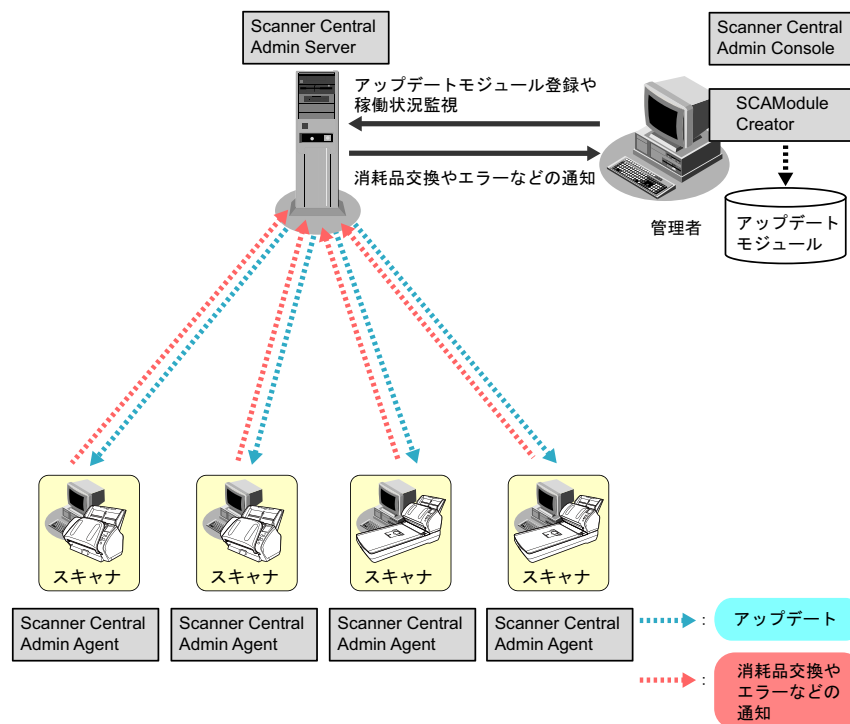 Scanner Central
Admin Server
Scanner Central
Admin Console
アップデートモジュール登録や
稼働状況監視
SCAModule
Creator
消耗品交換やエラーなどの通知
管理者
アップデート
モジュール
スキャナ
スキャナ
スキャナ
スキャナ
Scanner Central
Admin Agent
Scanner Central
Admin Agent
Scanner Central
Admin Agent
Scanner Central
Admin Agent
:
アップデート
:
消耗品交換や
エラーなどの
通知